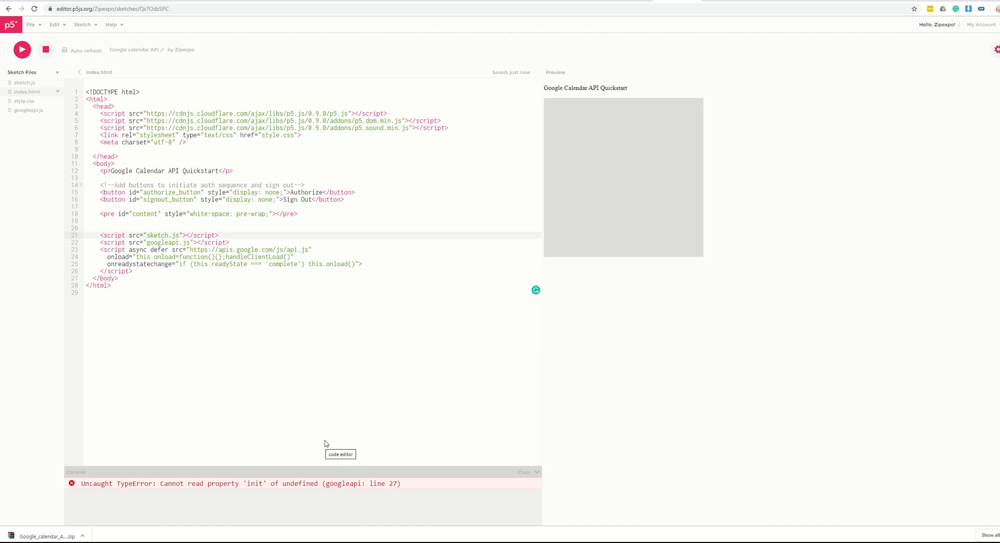 editor.p5js.org/Zipexpo/sketches/Qs7OdzSPC
p5* File Edit Sketch Help Hello, Zipexpo! | My Account
Auto-refresh Google calendar API by Zipexpo
Sketch Files index.html Saved: just now Preview
sketch.js
index.html
style.css
googleapi.js
Google Calendar API Quickstart
1 <!DOCTYPE html>
2 <html>
3 <head>
4 <script src="https://cdnjs.cloudflare.com/ajax/libs/p5.js/0.9.0/p5.js"></script>
5 <script src="https://cdnjs.cloudflare.com/ajax/libs/p5.js/0.9.0/addons/p5.dom.min.js"></script>
6 <script src="https://cdnjs.cloudflare.com/ajax/libs/p5.js/0.9.0/addons/p5.sound.min.js"></script>
7 <link rel="stylesheet" type="text/css" href="style.css">
8 <meta charset="utf-8" />
9
10 </head>
11 <body>
12 <p>Google Calendar API Quickstart</p>
13
14 <!--Add buttons to initiate auth sequence and sign out-->
15 <button id="authorize_button" style="display: none;">Authorize</button>
16 <button id="signout_button" style="display: none;">Sign Out</button>
17
18 <pre id="content" style="white-space: pre-wrap;"></pre>
19
20
21 <script src="sketch.js"></script>
22 <script src="googleapi.js"></script>
23 <script async defer src="https://apis.google.com/js/api.js"
24 onload="this.onload=function(){};handleClientLoad()"
25 onreadystatechange="if (this.readyState === 'complete') this.onload()">
26 </script>
27 </body>
28 </html>
29
code editor
Console Clear
Uncaught TypeError: Cannot read property 'init' of undefined (googleapi: line 27)
Google_calendar_A....zip Show all